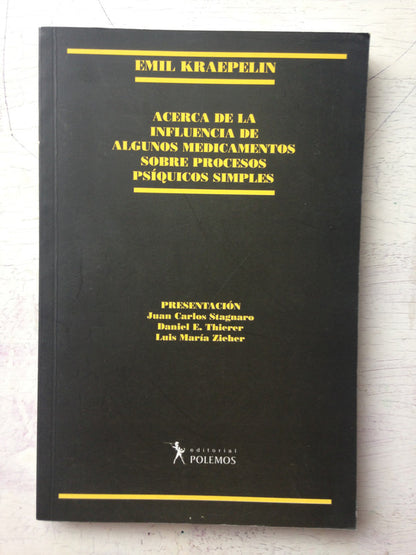 EMIL KRAEPELIN
ACERCA DE LA
INFLUENCIA DE
ALGUNOS MEDICAMENTOS
SOBRE PROCESOS
PSÍQUICOS SIMPLES
PRESENTACIÓN
Juan Carlos Stagnaro
Daniel E. Thierer
Luis María Zieher
editorial
POLEMOS